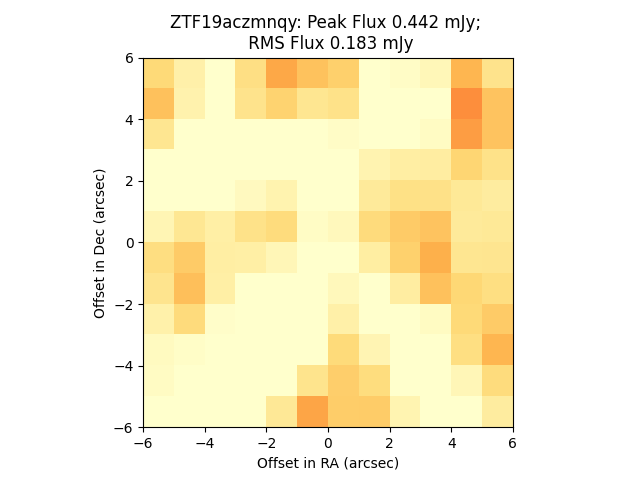 ZTF19aczmnqy: Peak Flux 0.442 mJy;
RMS Flux 0.183 mJy
6
4
2
0
−2
−4
−6
Offset in Dec (arcsec)
−6 −4 −2 0 2 4 6
Offset in RA (arcsec)